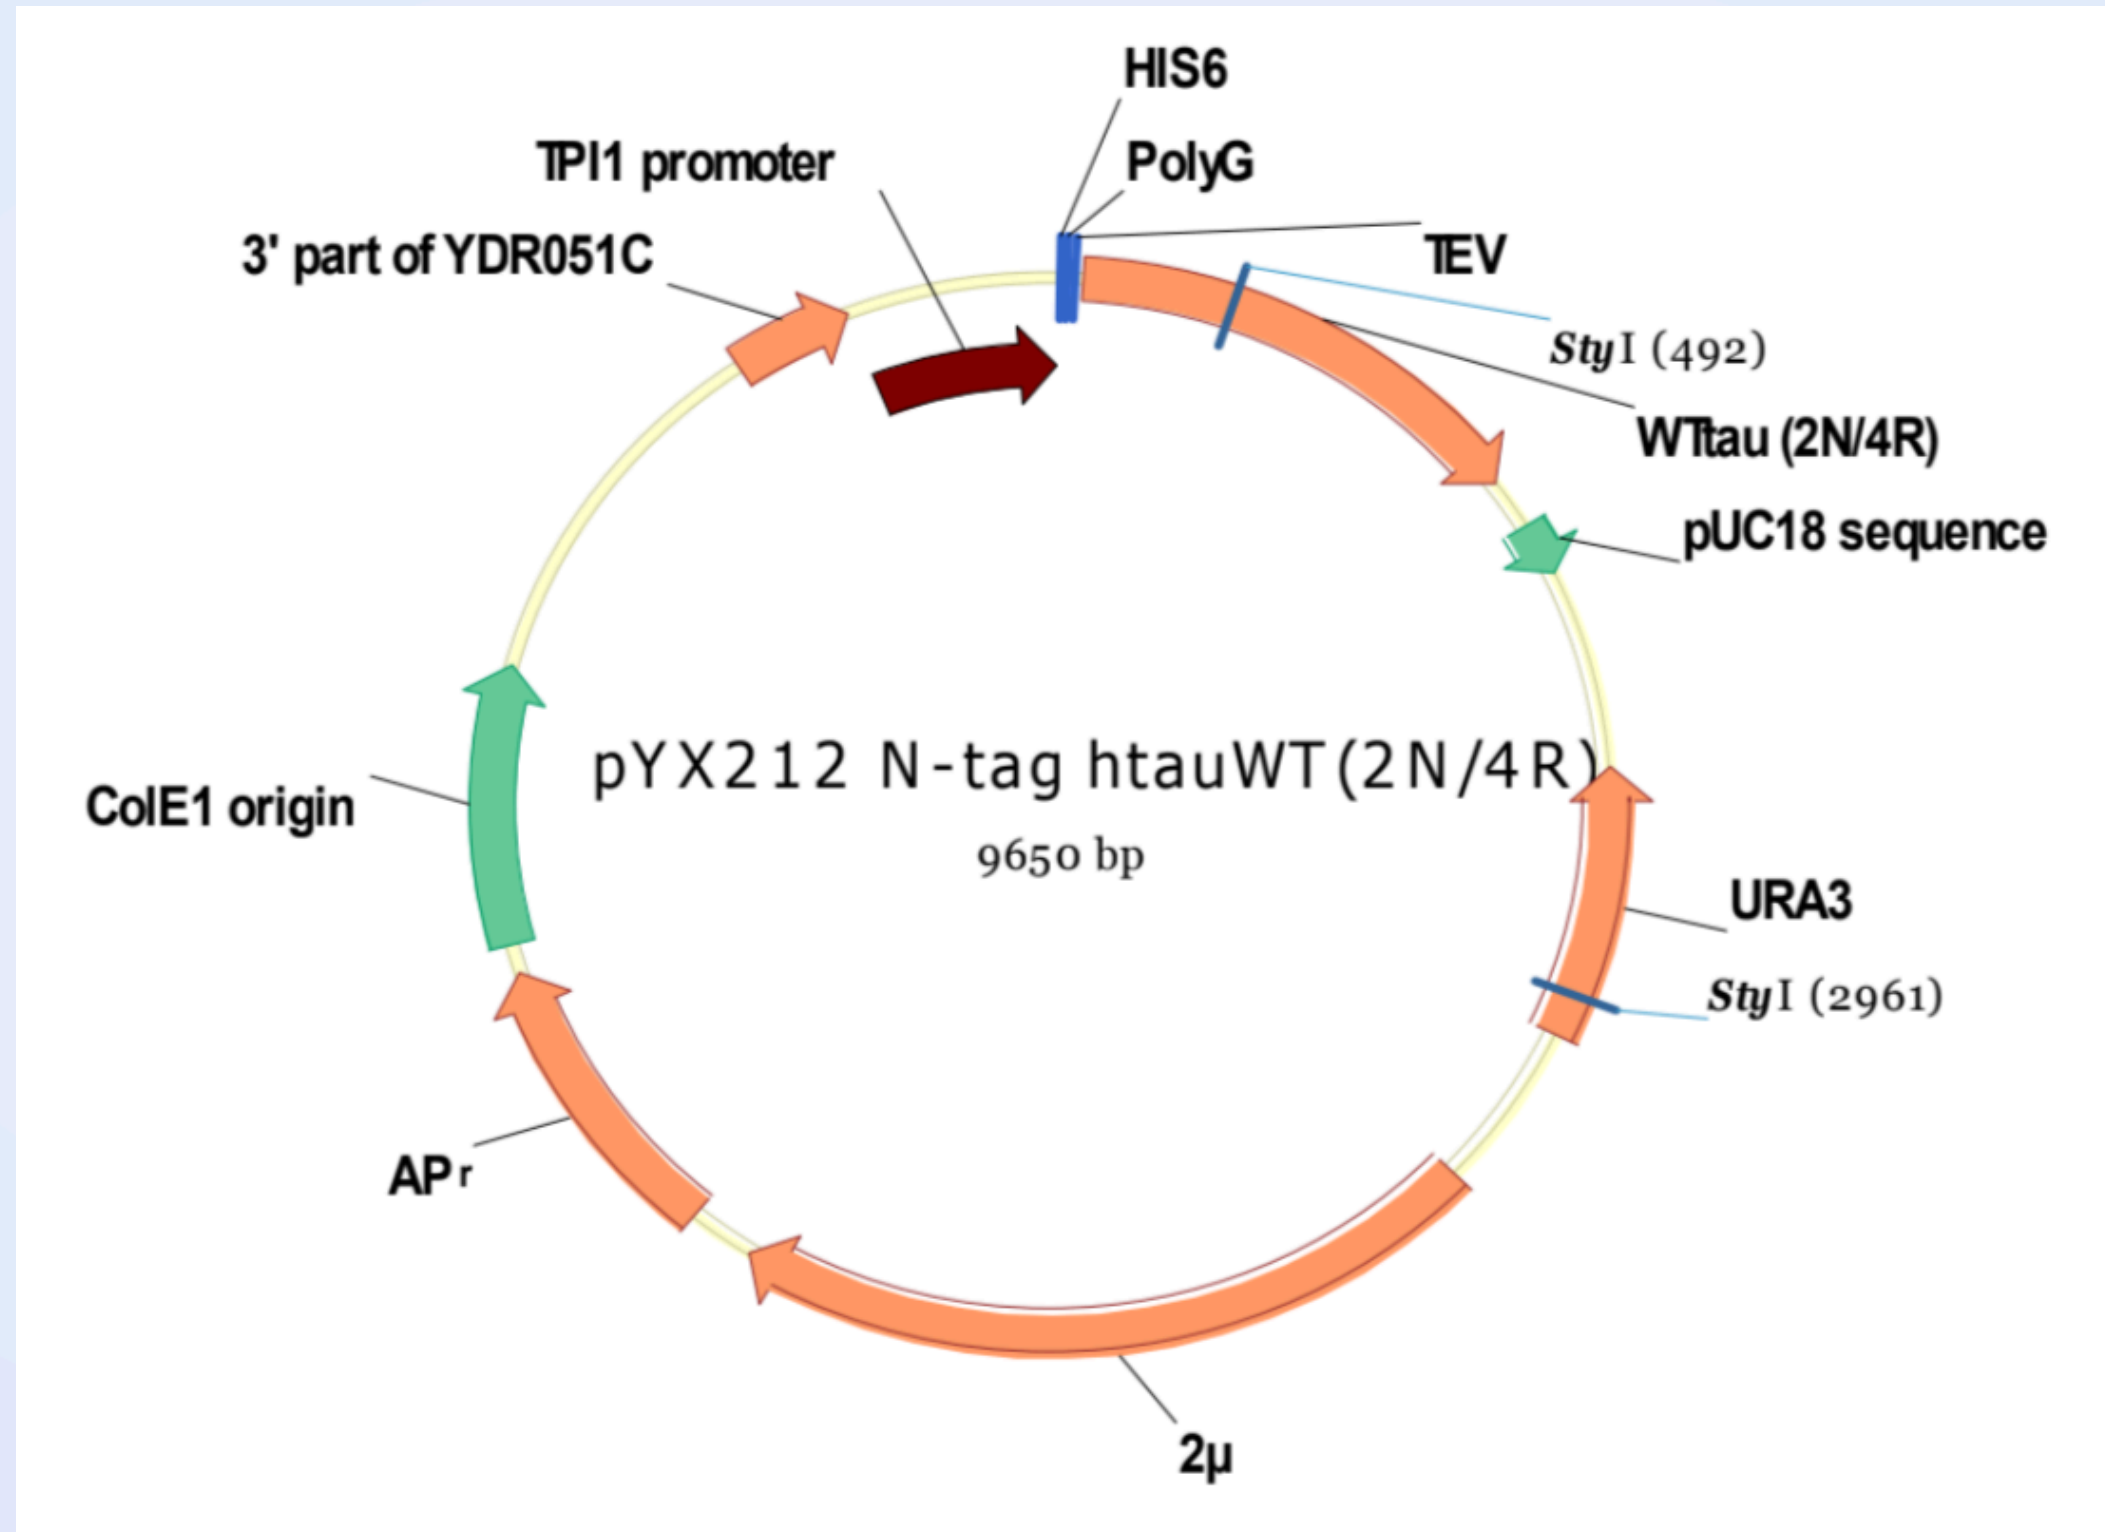 HIS6
TPI1 promoter
PolyG
3' part of YDR051C
TEV
StyI (492)
WTtau (2N/4R)
pUC18 sequence
pYX212 N-tag htauWT(2N/4R)
ColE1 origin
9650 bp
URA3
StyI (2961)
APr
2μ